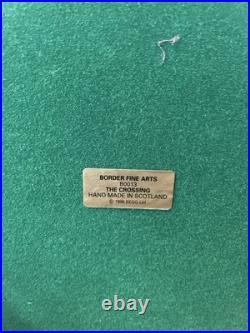 BORDER FINE ARTS
B0013
THE CROSSING
HAND MADE IN SCOTLAND